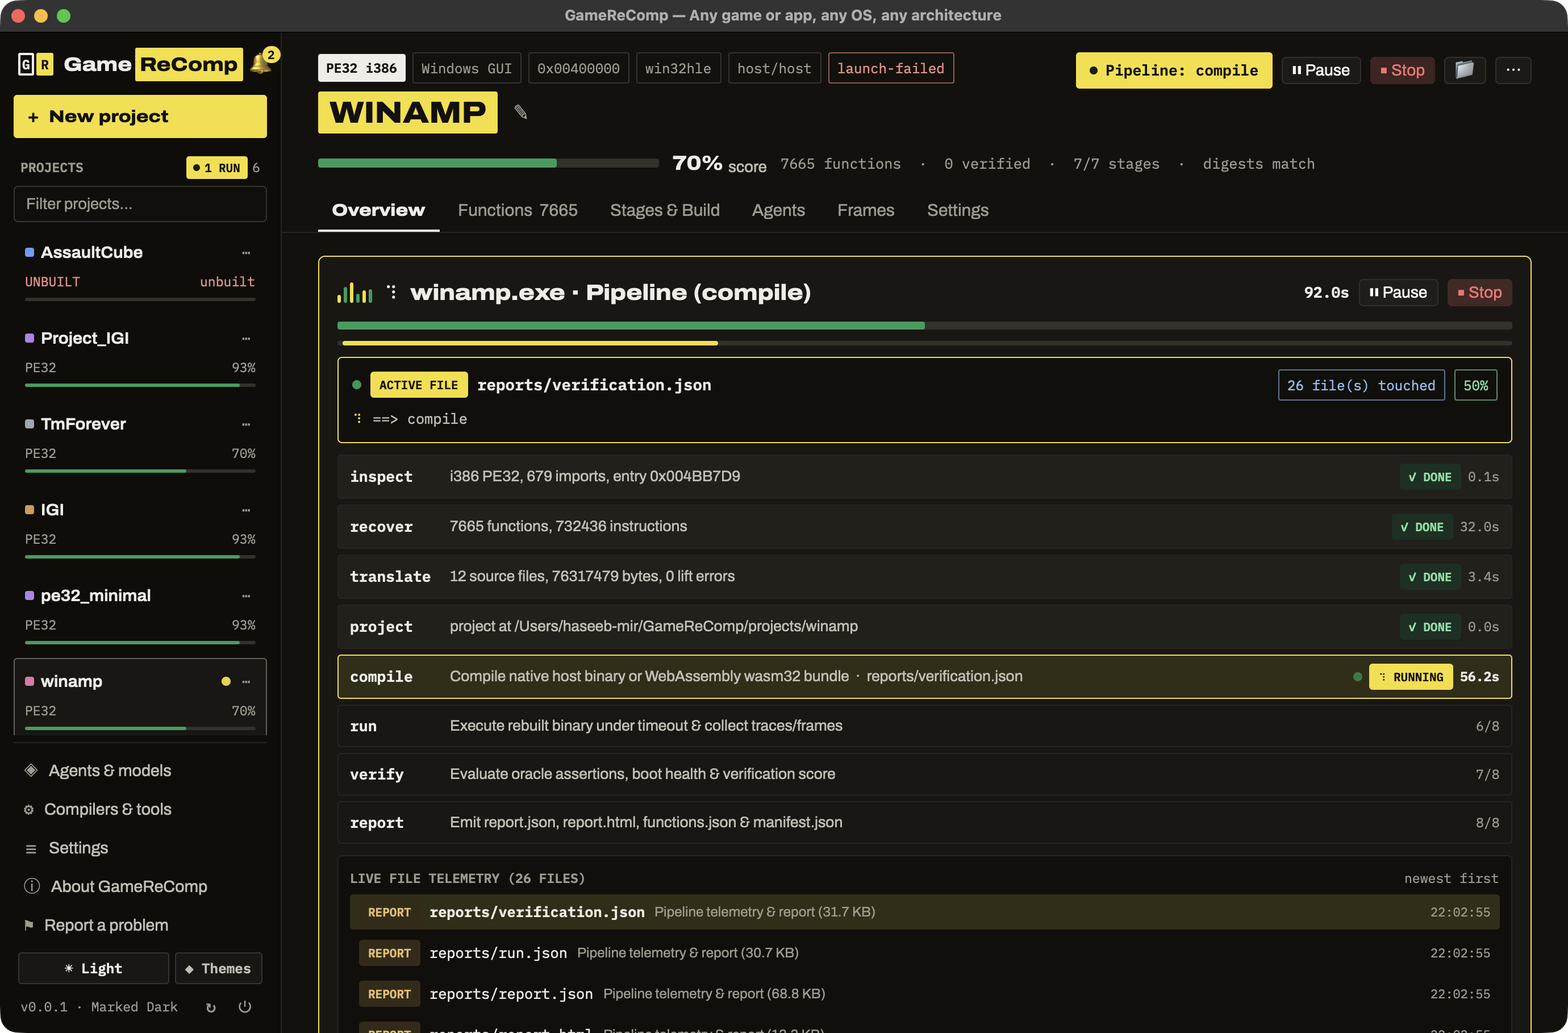 GameReComp — Any game or app, any OS, any architecture
GR Game ReComp 2
+ New project
PROJECTS 1 RUN 6
Filter projects...
AssaultCube ...
UNBUILT unbuilt
Project_IGI ...
PE32 93%
TmForever ...
PE32 70%
IGI ...
PE32 93%
pe32_minimal ...
PE32 93%
winamp ...
PE32 70%
Agents & models
Compilers & tools
Settings
About GameReComp
Report a problem
Light Themes
v0.0.1 · Marked Dark
PE32 i386 Windows GUI 0x00400000 win32hle host/host launch-failed
Pipeline: compile Pause Stop ...
WINAMP
70% score 7665 functions · 0 verified · 7/7 stages · digests match
Overview Functions 7665 Stages & Build Agents Frames Settings
winamp.exe · Pipeline (compile) 92.0s Pause Stop
ACTIVE FILE reports/verification.json 26 file(s) touched 50%
==> compile
inspect i386 PE32, 679 imports, entry 0x004BB7D9 ✓ DONE 0.1s
recover 7665 functions, 732436 instructions ✓ DONE 32.0s
translate 12 source files, 76317479 bytes, 0 lift errors ✓ DONE 3.4s
project project at /Users/haseeb-mir/GameReComp/projects/winamp ✓ DONE 0.0s
compile Compile native host binary or WebAssembly wasm32 bundle · reports/verification.json RUNNING 56.2s
run Execute rebuilt binary under timeout & collect traces/frames 6/8
verify Evaluate oracle assertions, boot health & verification score 7/8
report Emit report.json, report.html, functions.json & manifest.json 8/8
LIVE FILE TELEMETRY (26 FILES) newest first
REPORT reports/verification.json Pipeline telemetry & report (31.7 KB) 22:02:55
REPORT reports/run.json Pipeline telemetry & report (30.7 KB) 22:02:55
REPORT reports/report.json Pipeline telemetry & report (68.8 KB) 22:02:55
REPORT reports/report.html Pipeline telemetry & report